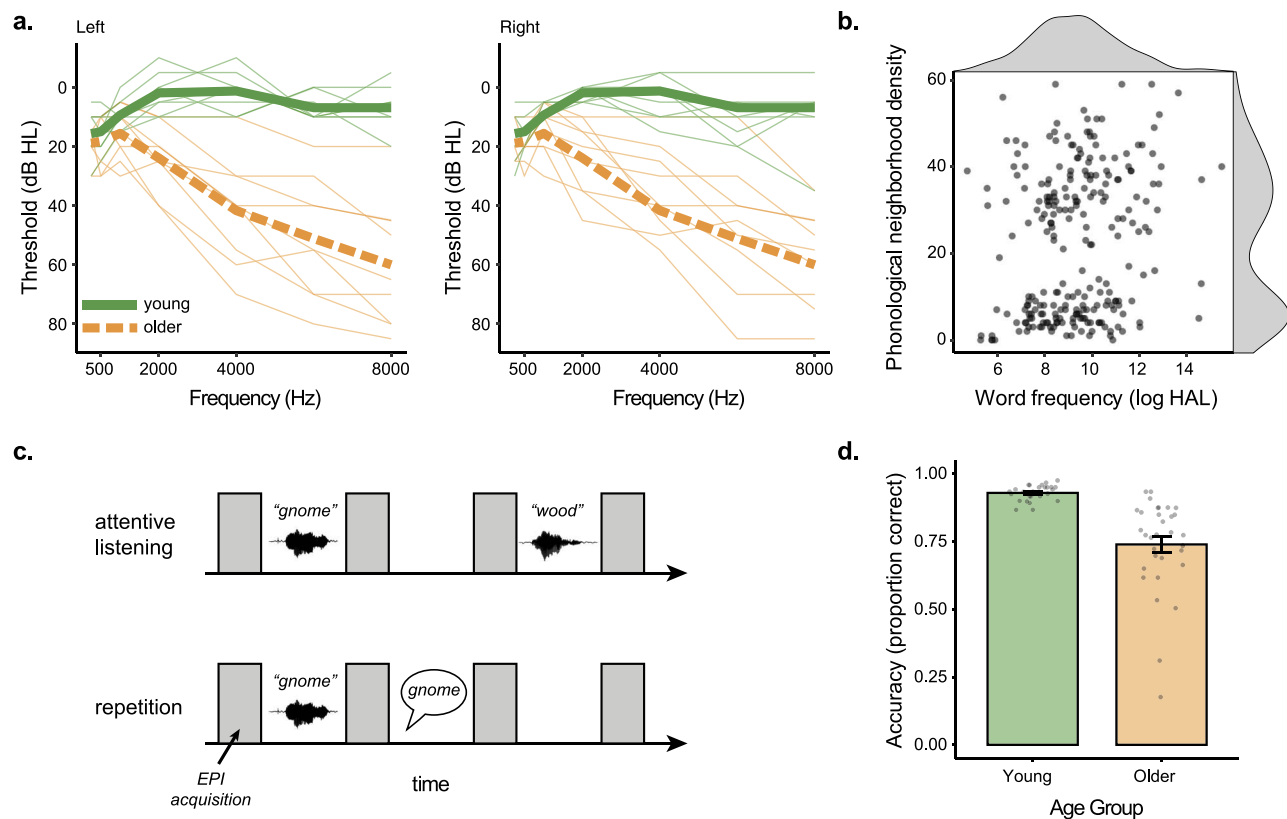 a.
Left
Threshold (dB HL)
0
20
40
60
80
young
older
500
2000
4000
8000
Frequency (Hz)
Right
Threshold (dB HL)
0
20
40
60
80
500
2000
4000
8000
Frequency (Hz)
b.
Phonological neighborhood density
60
40
20
0
6
8
10
12
14
Word frequency (log HAL)
c.
attentive
listening
“gnome”
“wood”
repetition
“gnome”
gnome
EPI
acquisition
time
d.
Accuracy (proportion correct)
1.00
0.75
0.50
0.25
0.00
Young
Older
Age Group